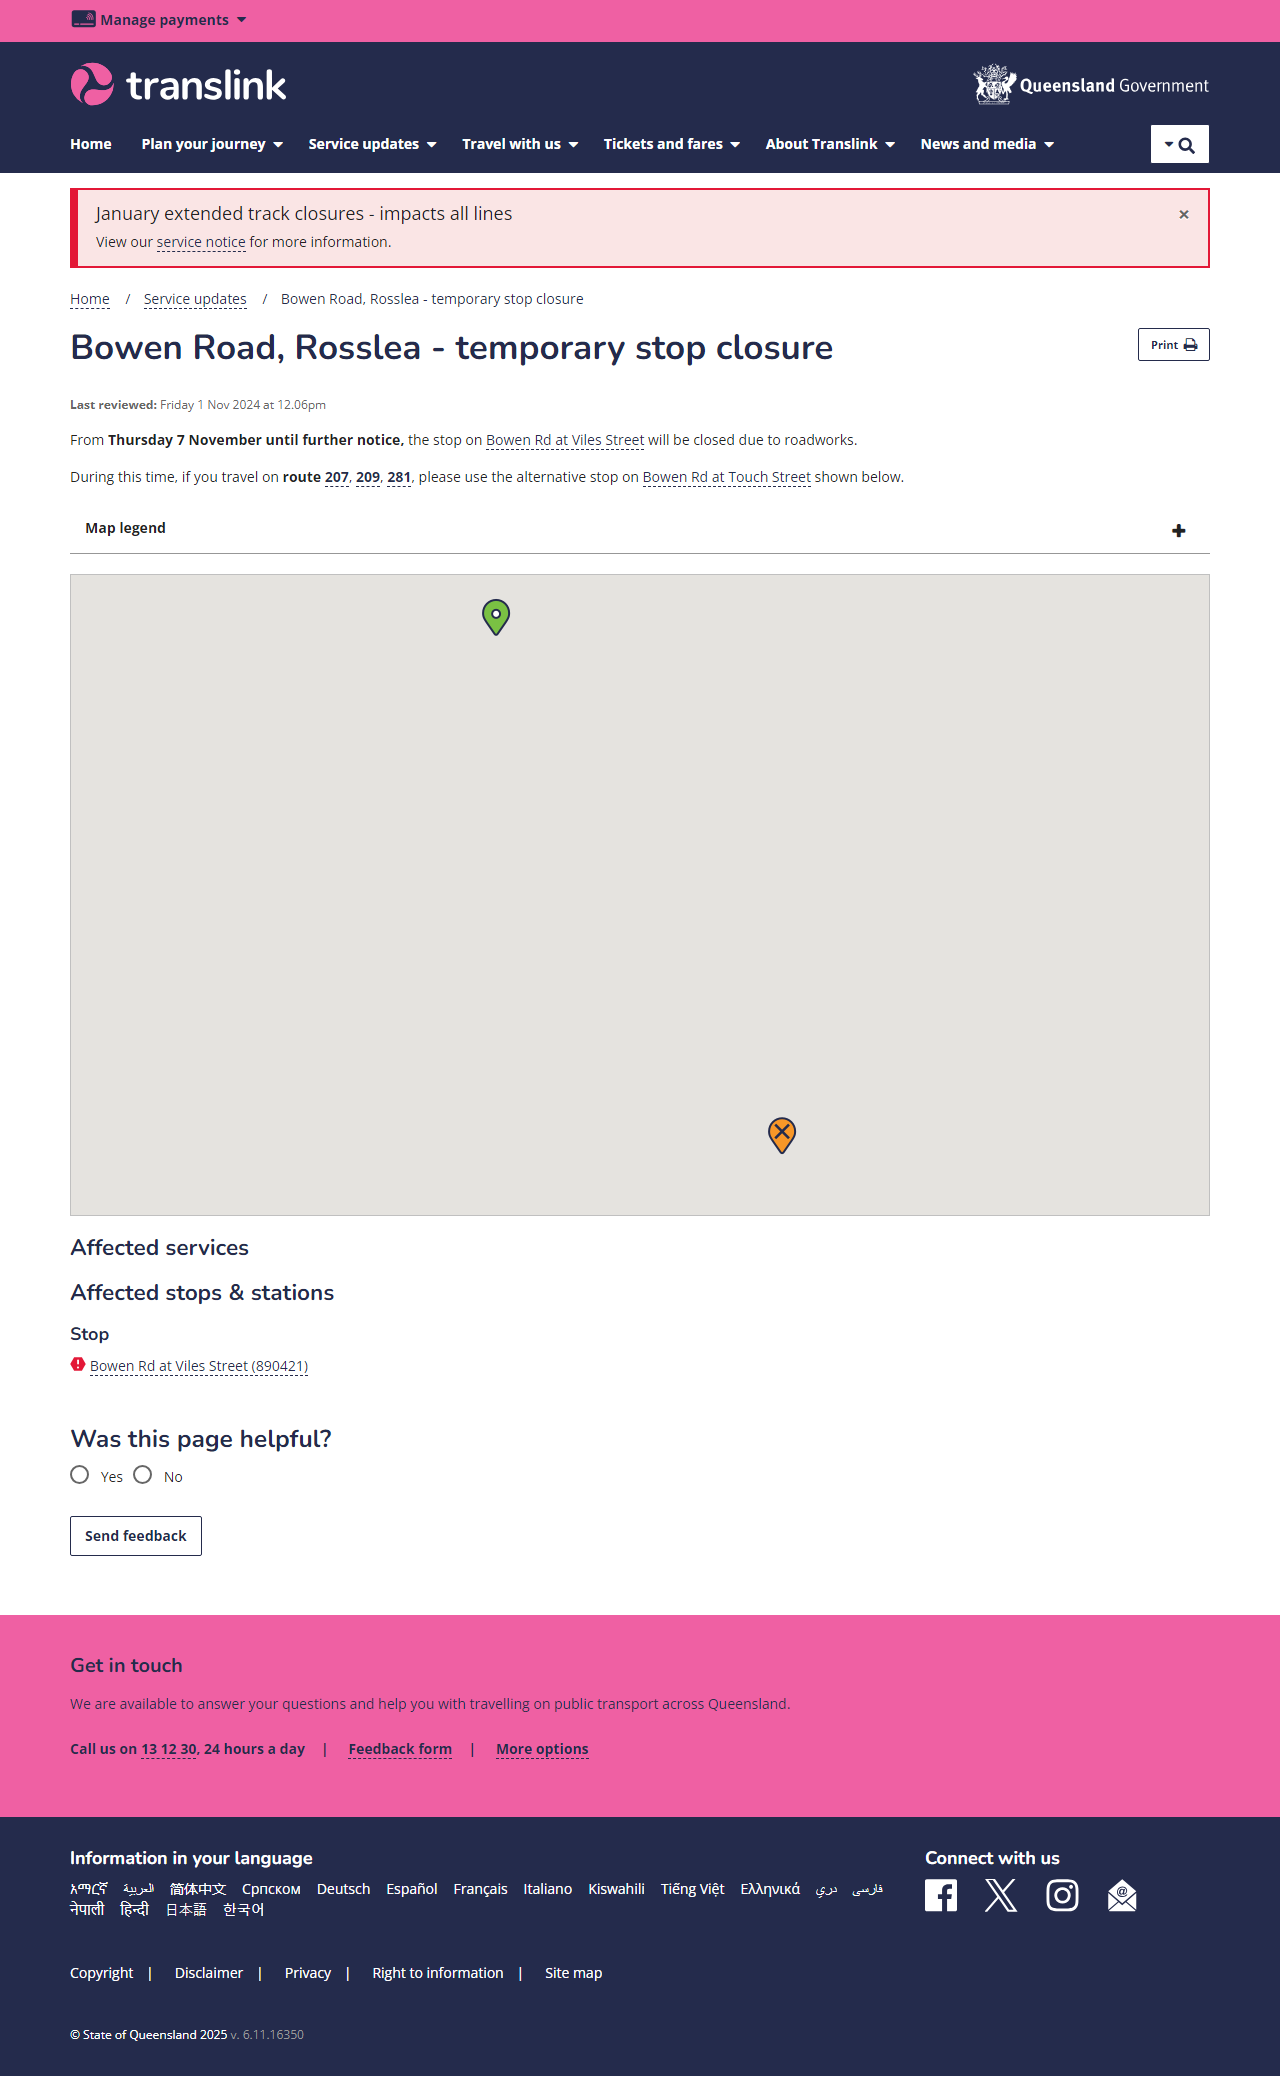 Manage payments
translink
Queensland Government
Home Plan your journey Service updates Travel with us Tickets and fares About Translink News and media
January extended track closures - impacts all lines
×
View our service notice for more information.
Home / Service updates / Bowen Road, Rosslea - temporary stop closure
Bowen Road, Rosslea - temporary stop closure
Print
Last reviewed: Friday 1 Nov 2024 at 12.06pm
From Thursday 7 November until further notice, the stop on Bowen Rd at Viles Street will be closed due to roadworks.
During this time, if you travel on route 207, 209, 281, please use the alternative stop on Bowen Rd at Touch Street shown below.
Map legend
Affected services
Affected stops & stations
Stop
Bowen Rd at Viles Street (890421)
Was this page helpful?
Yes No
Send feedback
Get in touch
We are available to answer your questions and help you with travelling on public transport across Queensland.
Call us on 13 12 30, 24 hours a day | Feedback form | More options
Information in your language
አማርኛ العربية 简体中文 Српском Deutsch Español Français Italiano Kiswahili Tiếng Việt Ελληνικά دري فارسی
नेपाली हिन्दी 日本語 한국어
Connect with us
Copyright | Disclaimer | Privacy | Right to information | Site map
© State of Queensland 2025 v. 6.11.16350